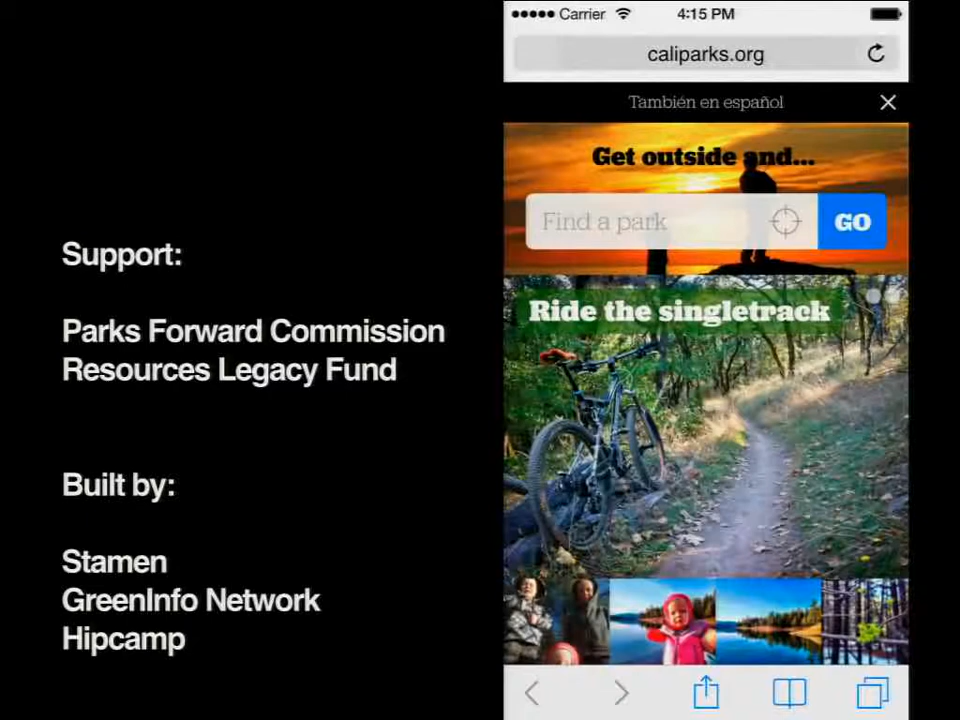 Support:
Parks Forward Commission
Resources Legacy Fund
Built by:
Stamen
GreenInfo Network
Hipcamp
Carrier
4:15 PM
caliparks.org
También en español
Get outside and...
Find a park
GO
Ride the singletrack